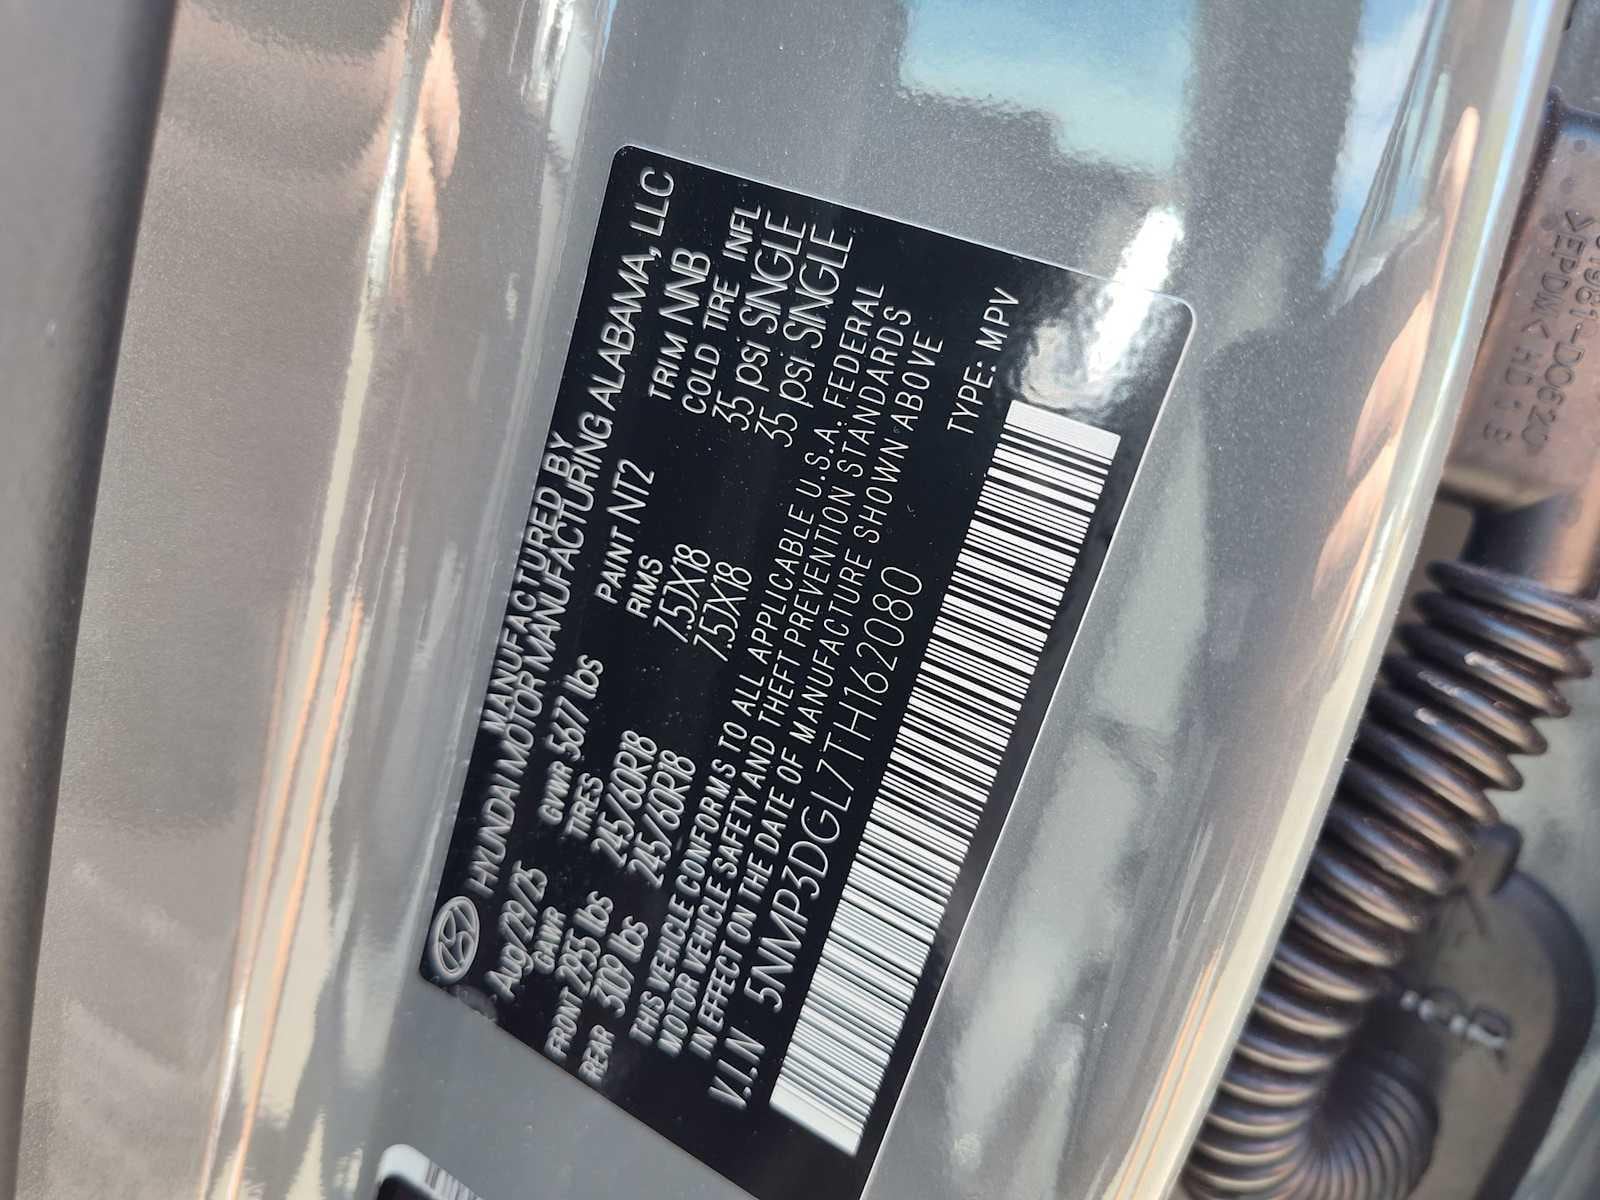 MANUFACTURED BY
HYUNDAI MOTOR MANUFACTURING ALABAMA, LLC
Aug/29/25 GVWR 5677 lbs PAINT NT2 TRIM NNB
GAWR TIRES RIMS COLD TIRE INFL
FRONT 2955 lbs 245/60R18 7.5JX18 35 psi SINGLE
REAR 3109 lbs 245/60R18 7.5JX18 35 psi SINGLE
THIS VEHICLE CONFORMS TO ALL APPLICABLE U.S.A. FEDERAL
MOTOR VEHICLE SAFETY AND THEFT PREVENTION STANDARDS
IN EFFECT ON THE DATE OF MANUFACTURE SHOWN ABOVE
V.I.N 5NMP3DGL7TH162080
TYPE: MPV
>EPDM< HD